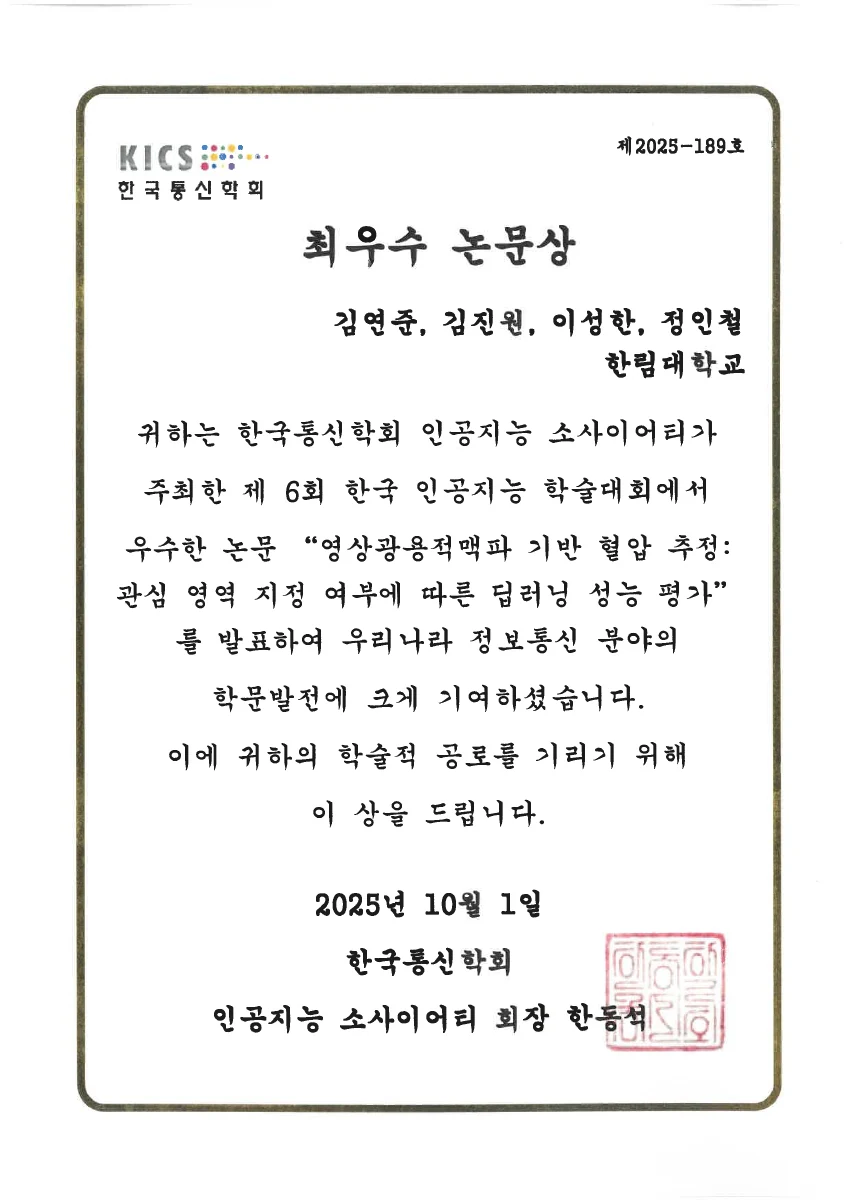 KICS
한국통신학회
제2025-189호
최우수 논문상
김연준, 김진원, 이성한, 정인철
한림대학교
귀하는 한국통신학회 인공지능 소사이어티가
주최한 제 6회 한국 인공지능 학술대회에서
우수한 논문 “영상광용적맥파 기반 혈압 추정:
관심 영역 지정 여부에 따른 딥러닝 성능 평가”
를 발표하여 우리나라 정보통신 분야의
학문발전에 크게 기여하셨습니다.
이에 귀하의 학술적 공로를 기리기 위해
이 상을 드립니다.
2025년 10월 1일
한국통신학회
인공지능 소사이어티 회장 한동석